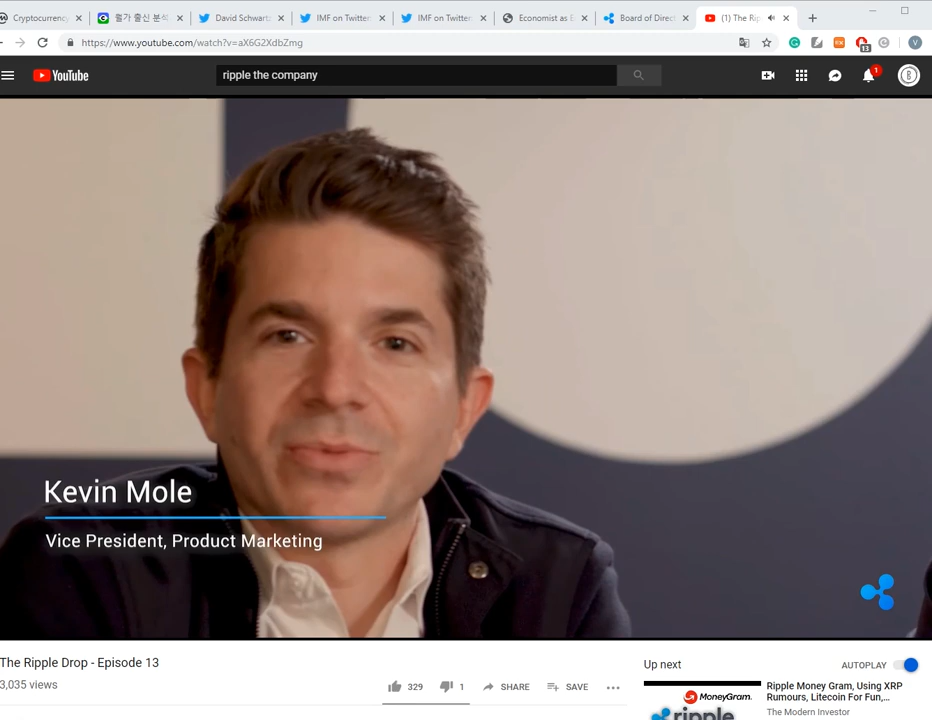 Cryptocurrency
월가 출신 분석
David Schwartz
IMF on Twitter
IMF on Twitter
Economist as E
Board of Direct
(1) The Rip
https://www.youtube.com/watch?v=aX6G2XdbZmg
13
V
YouTube
ripple the company
1
B
Kevin Mole
Vice President, Product Marketing
The Ripple Drop - Episode 13
3,035 views
329
1
SHARE
SAVE
Up next
AUTOPLAY
MoneyGram.
ripple
Ripple Money Gram, Using XRP
Rumours, Litecoin For Fun,...
The Modern Investor